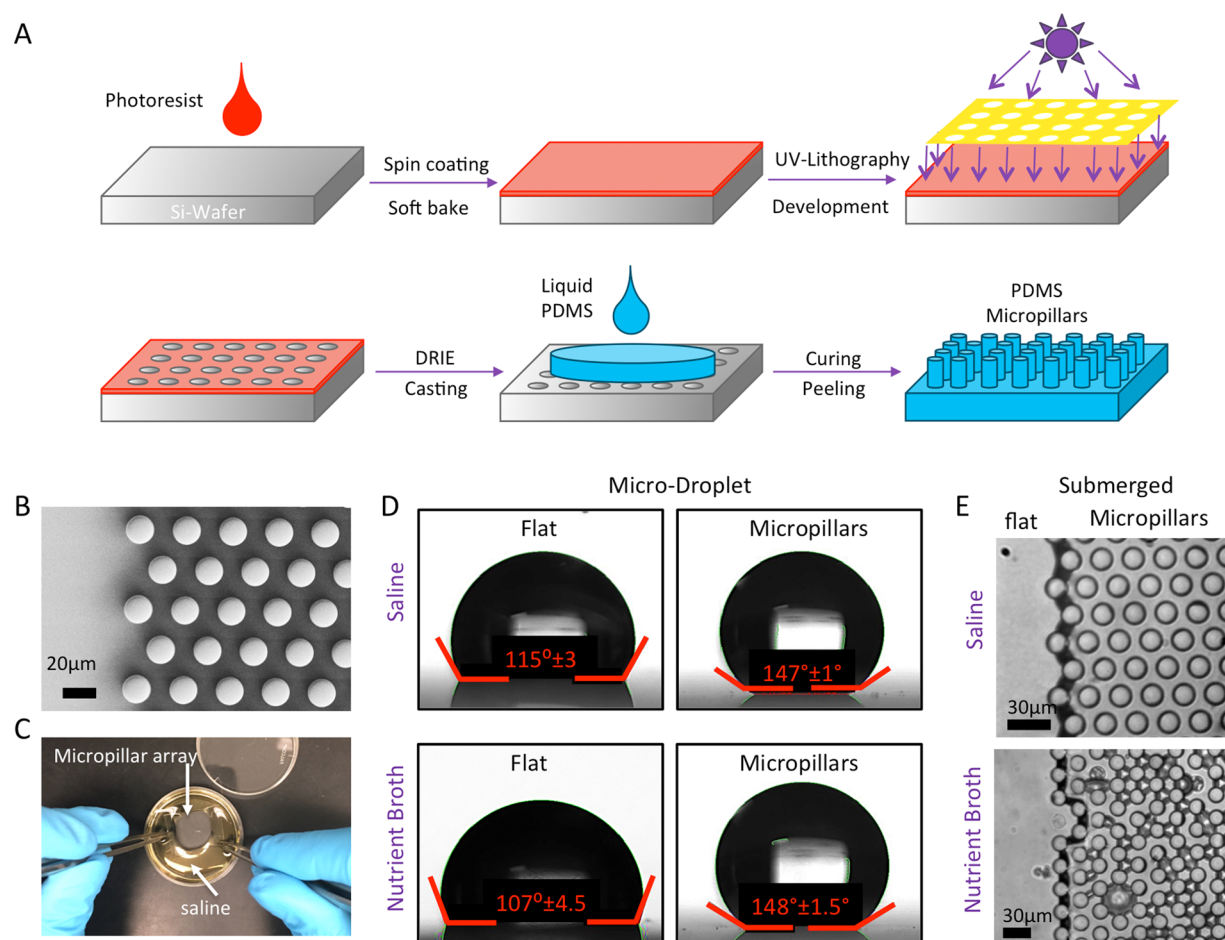 A
Photoresist
Si-Wafer
Spin coating
Soft bake
UV-Lithography
Development
DRIE
Casting
Liquid
PDMS
Curing
Peeling
PDMS
Micropillars
B
20µm
C
Micropillar array
saline
D
Micro-Droplet
Saline
Flat
115⁰±3
Micropillars
147°±1°
Nutrient Broth
Flat
107⁰±4.5
Micropillars
148°±1.5°
E
Submerged
flat
Micropillars
Saline
30µm
Nutrient Broth
30µm